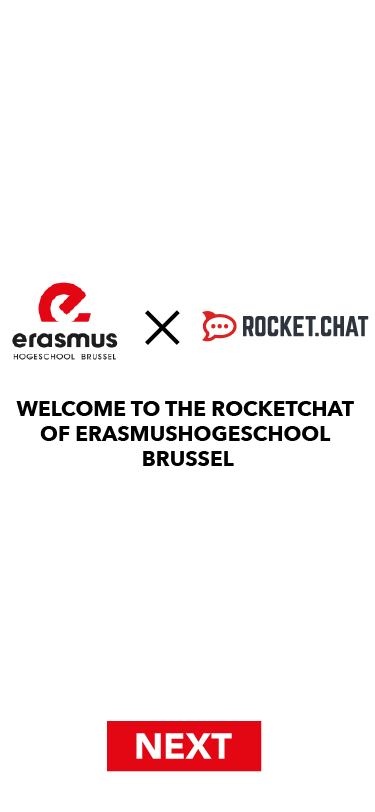 erasmus
HOGESCHOOL BRUSSEL
ROCKET.CHAT
WELCOME TO THE ROCKETCHAT
OF ERASMUSHOGESCHOOL
BRUSSEL
NEXT